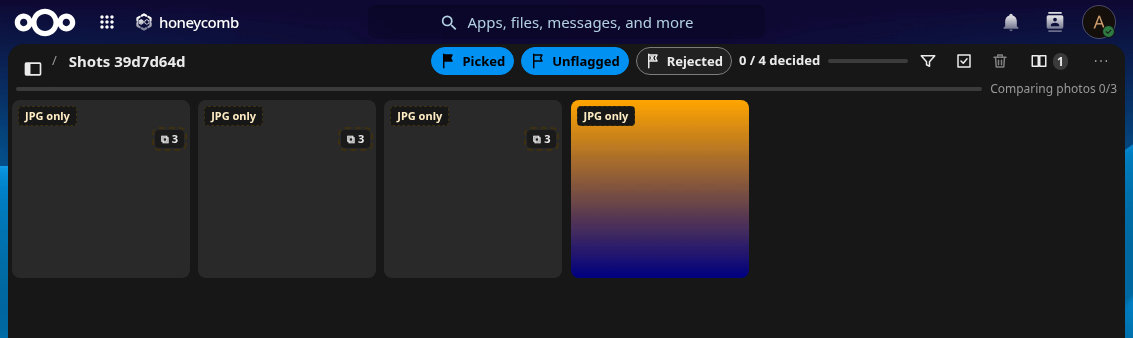 honeycomb
Apps, files, messages, and more
A
/ Shots 39d7d64d
Picked
Unflagged
Rejected
0 / 4 decided
1
Comparing photos 0/3
JPG only
3
JPG only
3
JPG only
3
JPG only